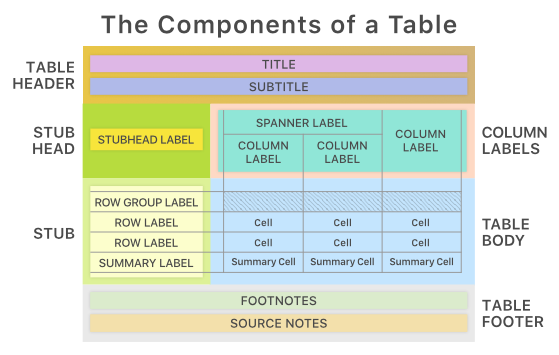 The Components of a Table
TABLE
HEADER
TITLE
SUBTITLE
STUB
HEAD
STUBHEAD LABEL
SPANNER LABEL
COLUMN
LABEL
COLUMN
LABEL
COLUMN
LABEL
COLUMN
LABELS
STUB
ROW GROUP LABEL
ROW LABEL Cell Cell Cell
ROW LABEL Cell Cell Cell
SUMMARY LABEL Summary Cell Summary Cell Summary Cell
TABLE
BODY
FOOTNOTES
SOURCE NOTES
TABLE
FOOTER